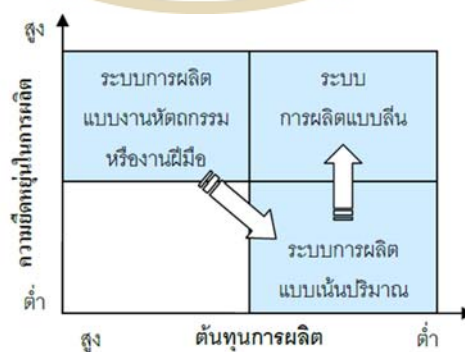 สูง
ระบบการผลิต
แบบงานหัตถกรรม
หรืองานฝีมือ
ระบบ
การผลิตแบบลีน
ความยืดหยุ่นในการผลิต
ระบบการผลิต
แบบเน้นปริมาณ
ต่ำ
สูง
ต้นทุนการผลิต
ต่ำ